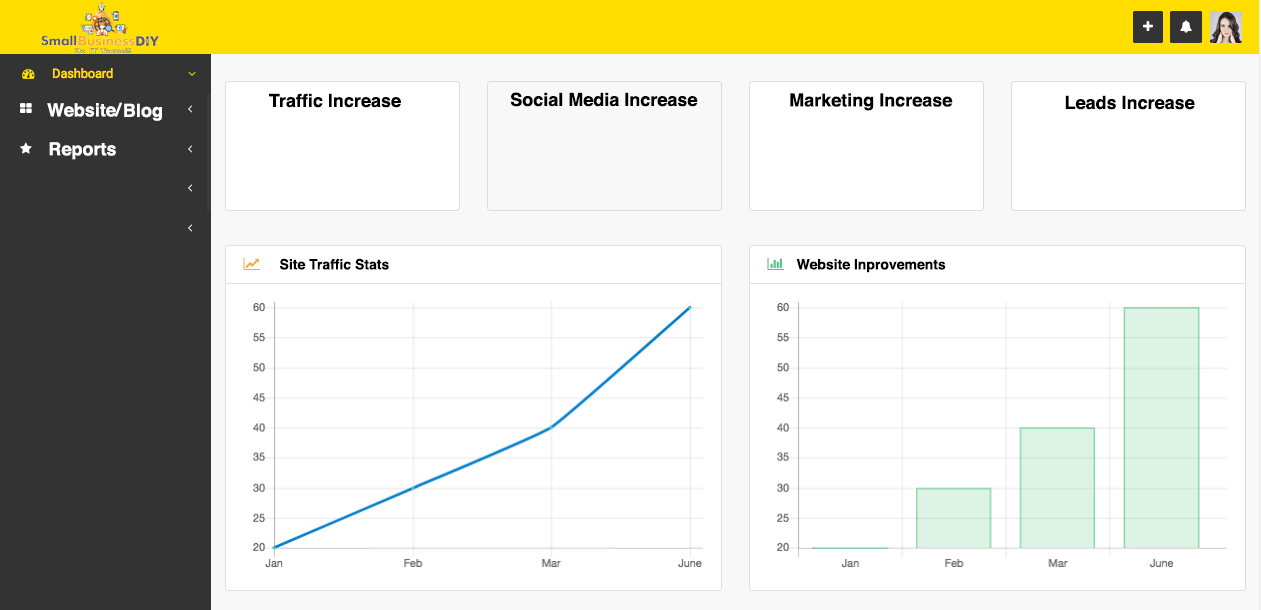 SmallBusinessDIY
Dashboard
Website/Blog
Reports
Traffic Increase
Social Media Increase
Marketing Increase
Leads Increase
Site Traffic Stats
60
55
50
45
40
35
30
25
20
Jan Feb Mar June
Website Inprovements
60
55
50
45
40
35
30
25
20
Jan Feb Mar June